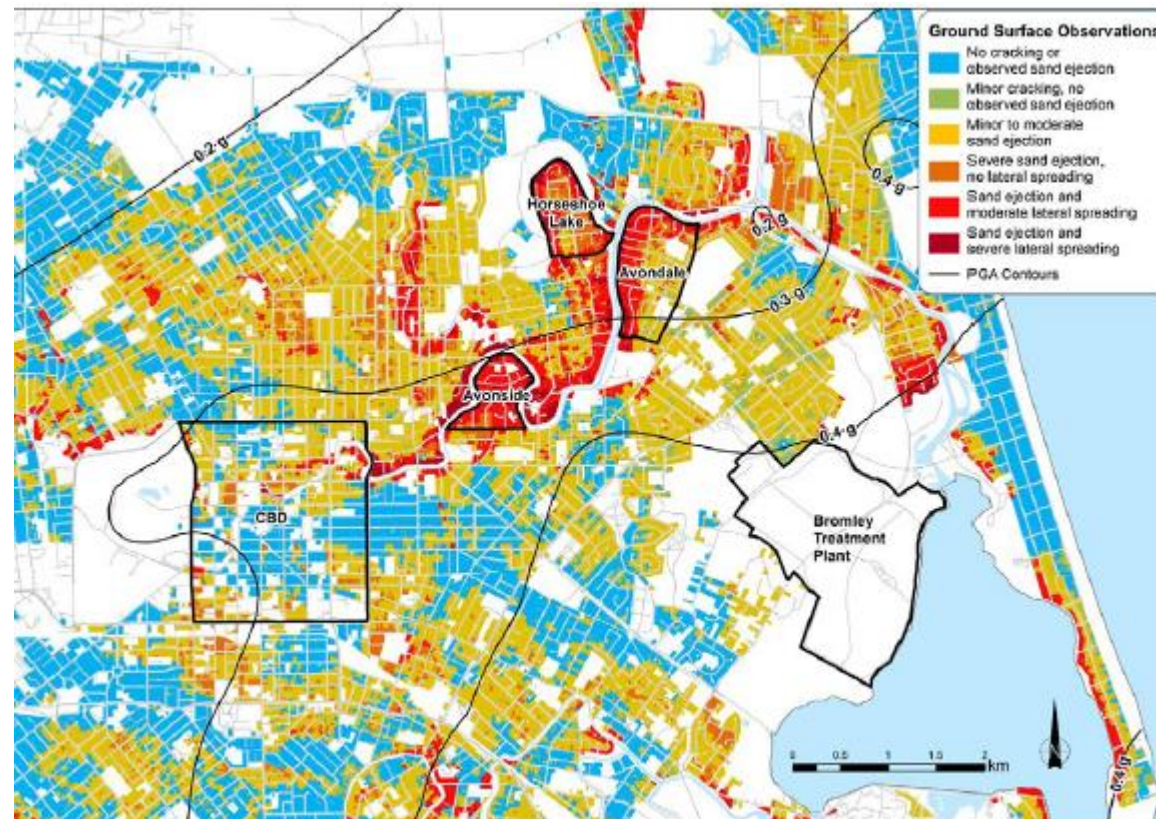 Ground Surface Observations
No cracking or
observed sand ejection
Minor cracking, no
observed sand ejection
Minor to moderate
sand ejection
Severe sand ejection,
no lateral spreading
Sand ejection and
moderate lateral spreading
Sand ejection and
severe lateral spreading
PGA Contours
0.2 g
0.4 g
Horseshoe
Lake
0.2 g
Avondale
0.3 g
Avonside
0.4 g
CBD
Bromley
Treatment
Plant
0 0.5 1 1.5 2
km
N
0.4 g